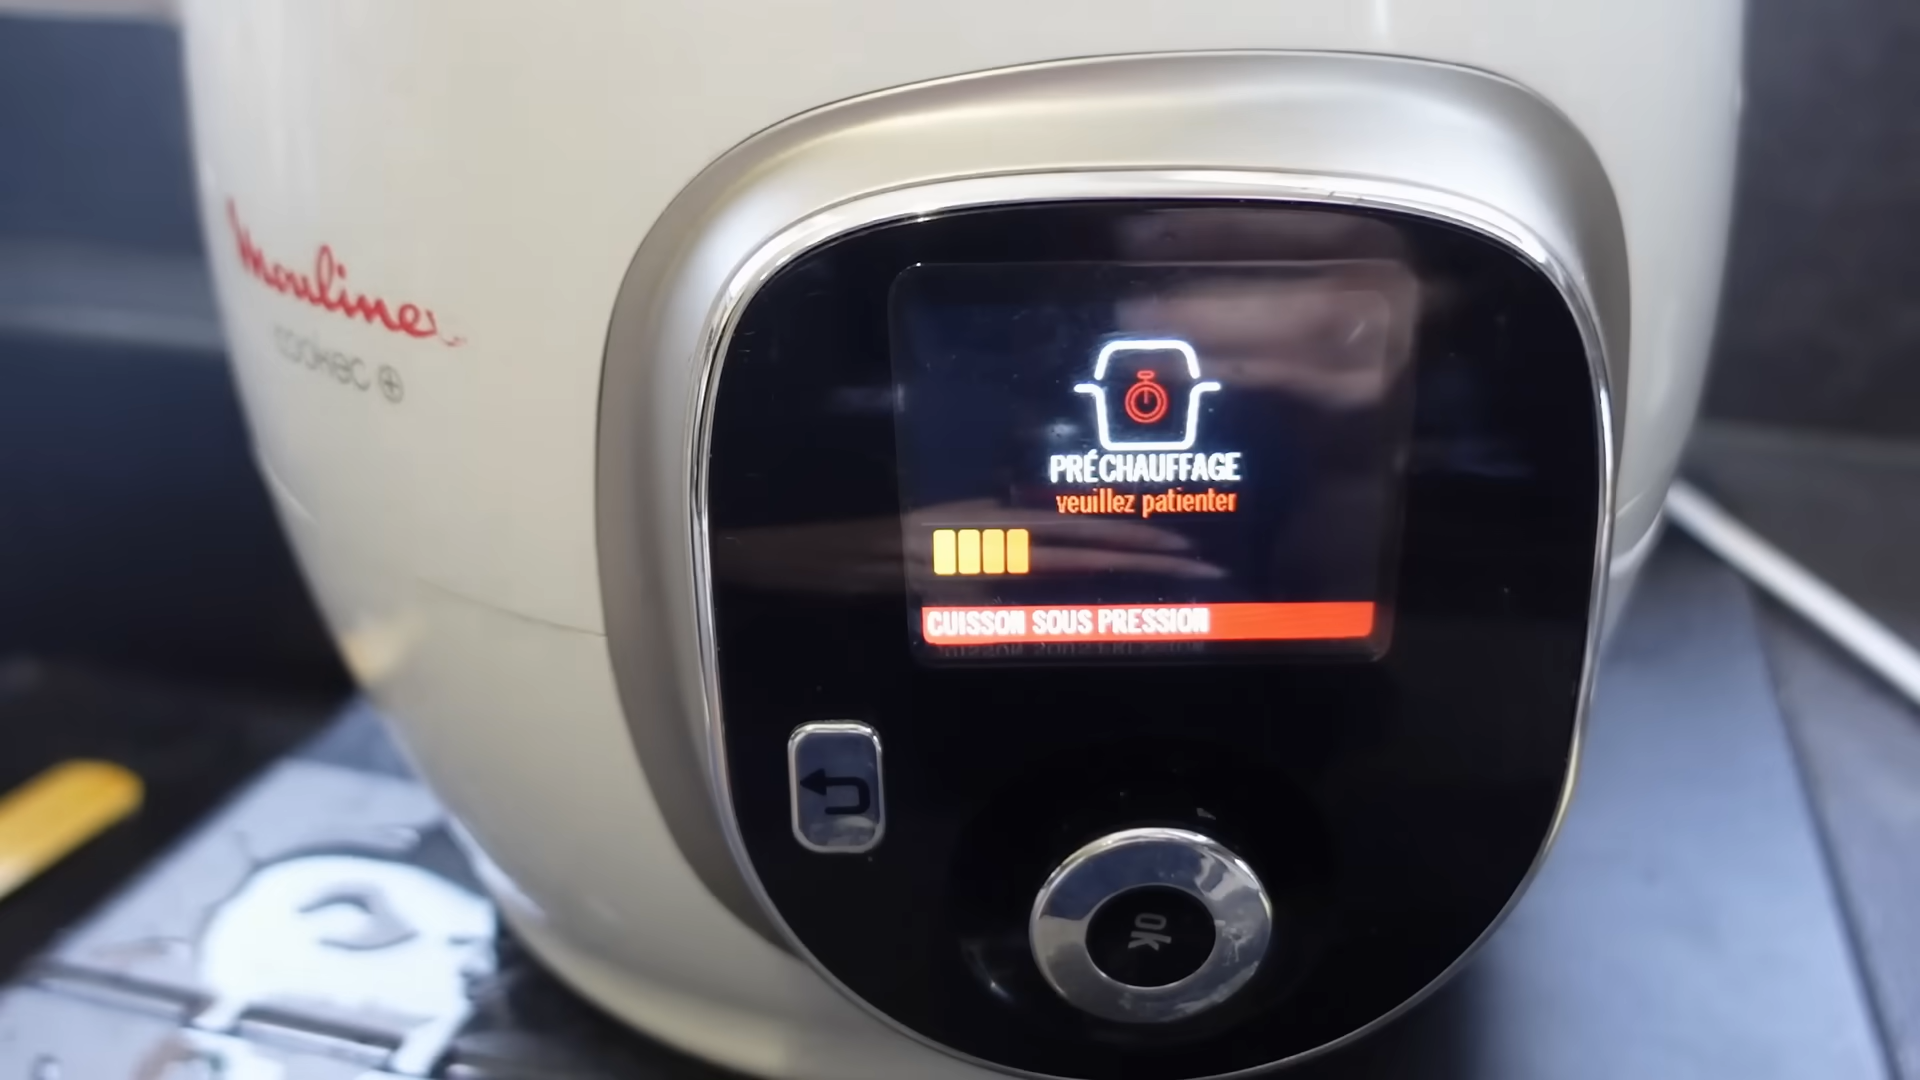 Moulinex
cookeo +
PRÉCHAUFFAGE
veuillez patienter
CUISSON SOUS PRESSION
ok